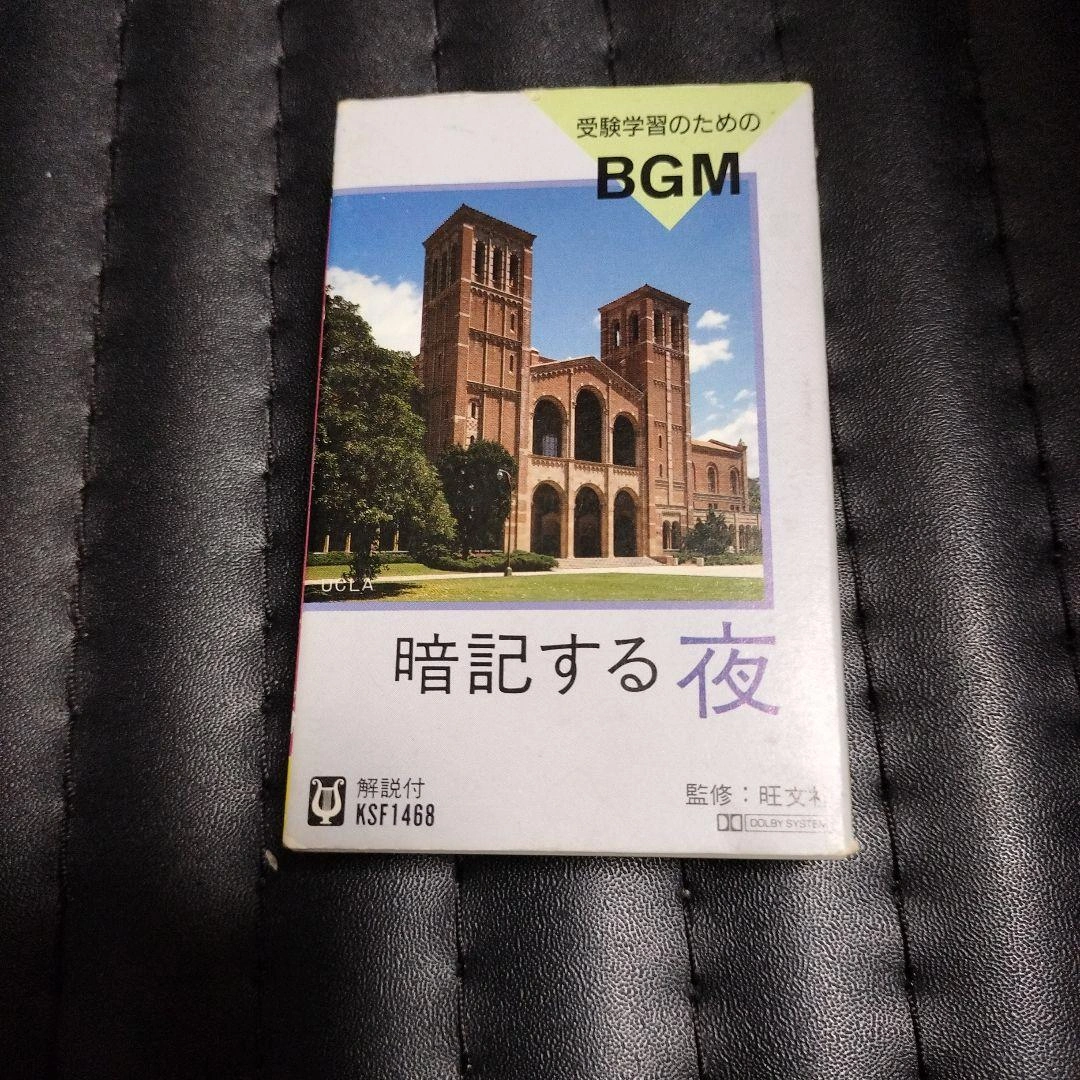 受験学習のための
BGM
UCLA
暗記する夜
解説付
KSF1468
監修：旺文社
DOLBY SYSTEM